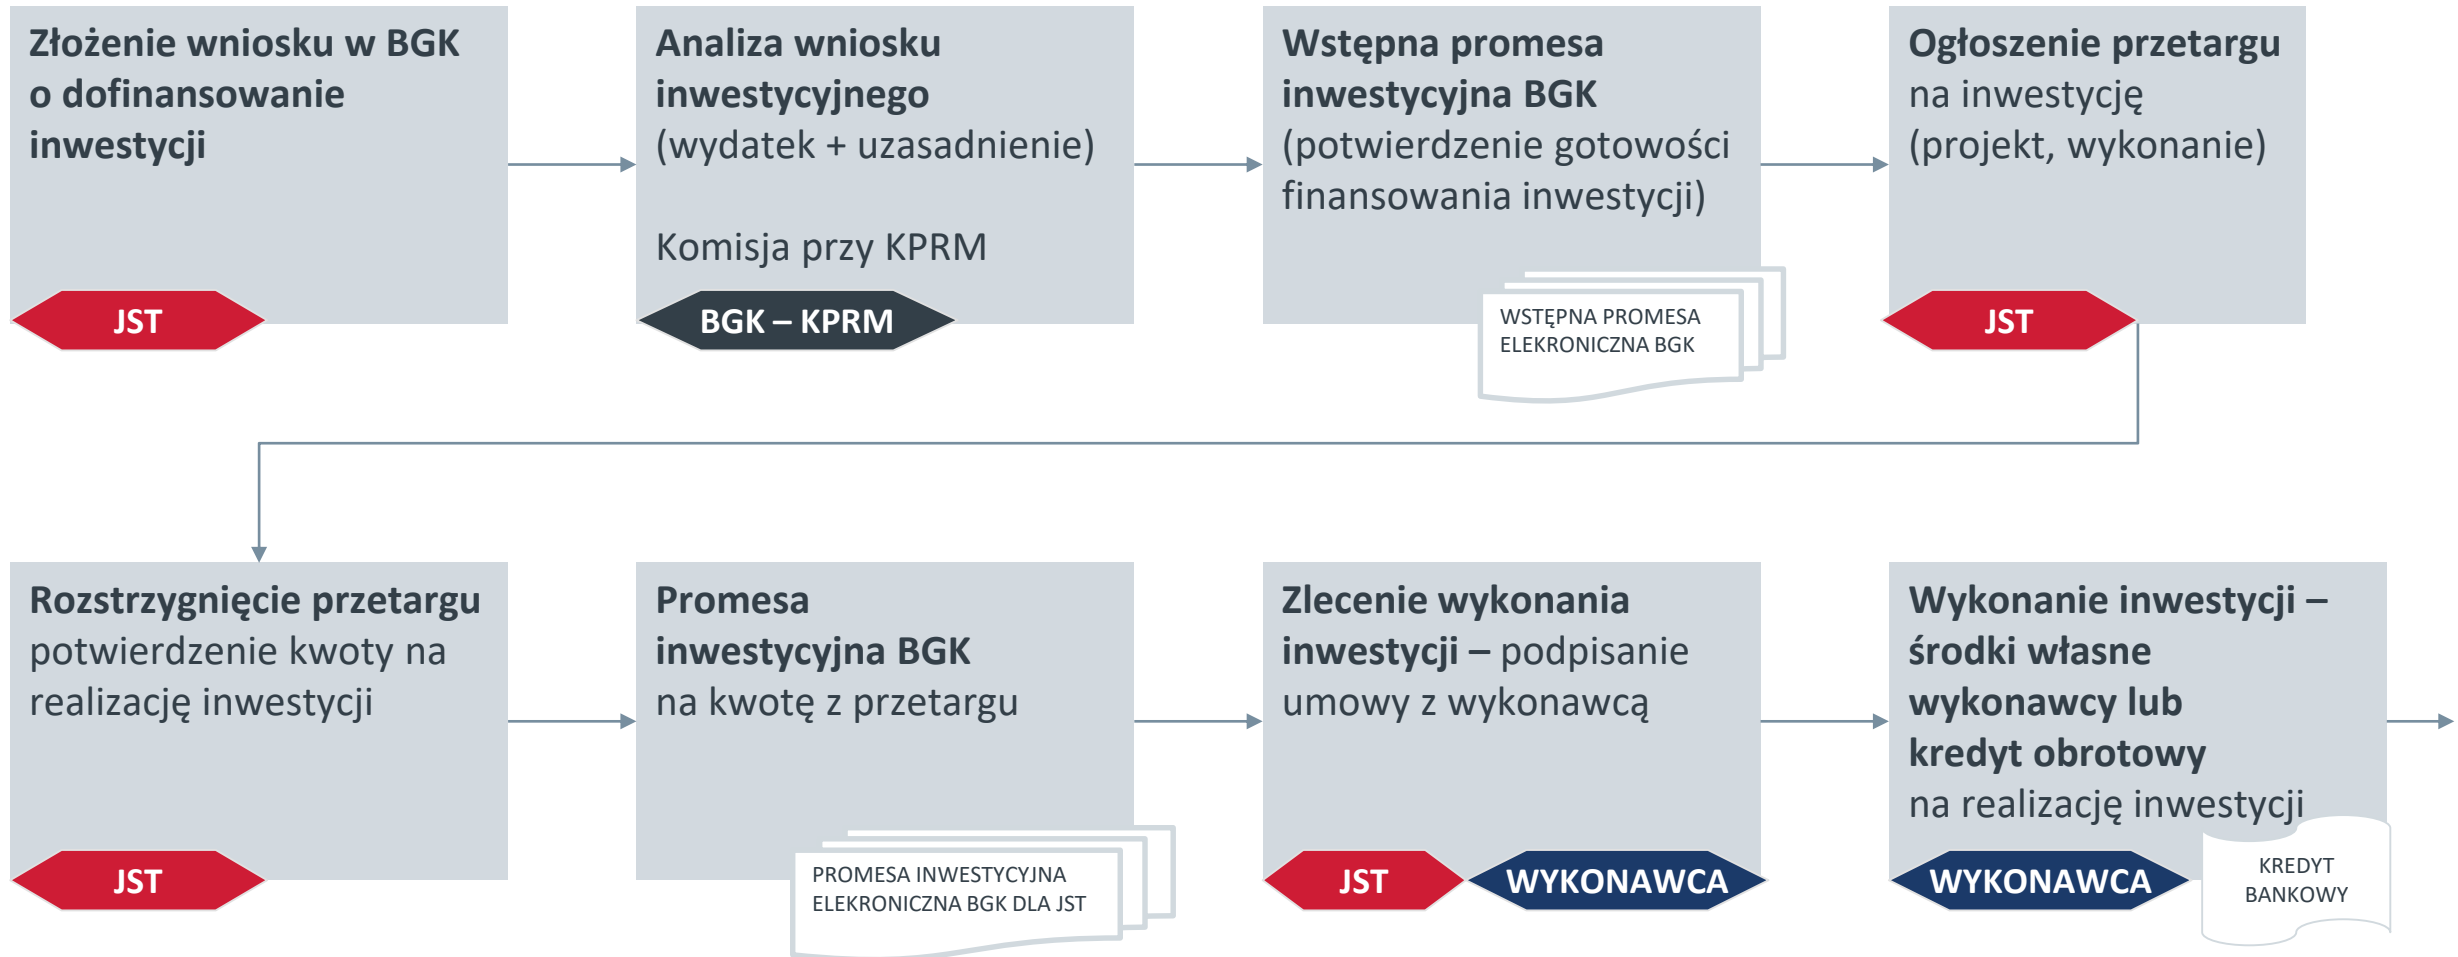 Złożenie wniosku w BGK
o dofinansowanie
inwestycji
JST
Analiza wniosku
inwestycyjnego
(wydatek + uzasadnienie)
Komisja przy KPRM
BGK – KPRM
Wstępna promesa
inwestycyjna BGK
(potwierdzenie gotowości
finansowania inwestycji)
WSTĘPNA PROMESA
ELEKRONICZNA BGK
Ogłoszenie przetargu
na inwestycję
(projekt, wykonanie)
JST
Rozstrzygnięcie przetargu
potwierdzenie kwoty na
realizację inwestycji
JST
Promesa
inwestycyjna BGK
na kwotę z przetargu
PROMESA INWESTYCYJNA
ELEKRONICZNA BGK DLA JST
Zlecenie wykonania
inwestycji – podpisanie
umowy z wykonawcą
JST
WYKONAWCA
Wykonanie inwestycji –
środki własne
wykonawcy lub
kredyt obrotowy
na realizację inwestycji
WYKONAWCA
KREDYT
BANKOWY